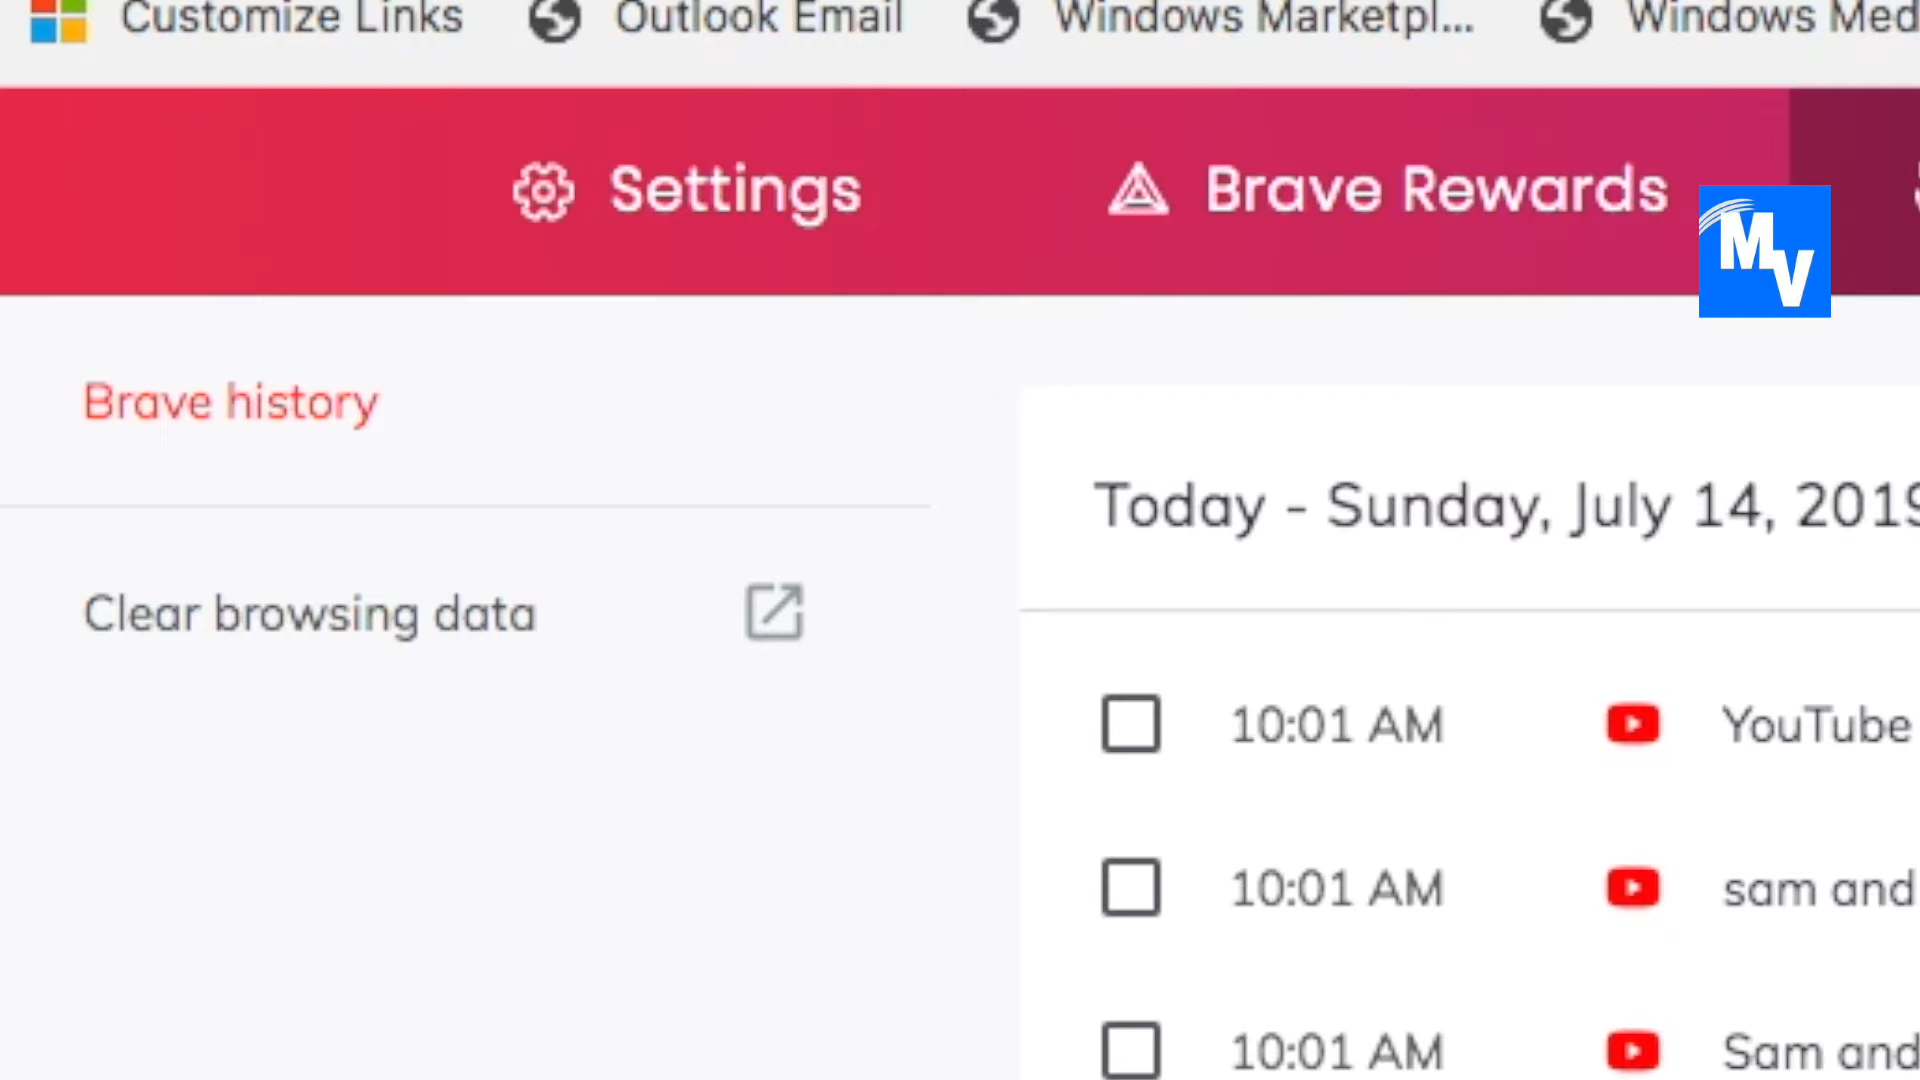 Customize Links Outlook Email Windows Marketpl... Windows Med
Settings Brave Rewards
MV
Brave history
Today - Sunday, July 14, 2019
Clear browsing data
10:01 AM YouTube
10:01 AM sam and
10:01 AM Sam and